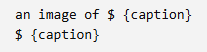 an image of $ {caption}
$ {caption}